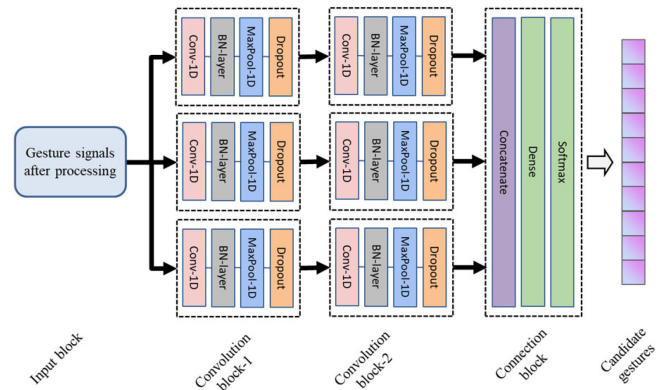 Conv-1D
BN-layer
MaxPool-1D
Dropout
Conv-1D
BN-layer
MaxPool-1D
Dropout
Gesture signals
after processing
Conv-1D
BN-layer
MaxPool-1D
Dropout
Conv-1D
BN-layer
MaxPool-1D
Dropout
Conv-1D
BN-layer
MaxPool-1D
Dropout
Conv-1D
BN-layer
MaxPool-1D
Dropout
Concatenate
Dense
Softmax
Input block
Convolution
block-1
Convolution
block-2
Connection
block
Candidate
gestures